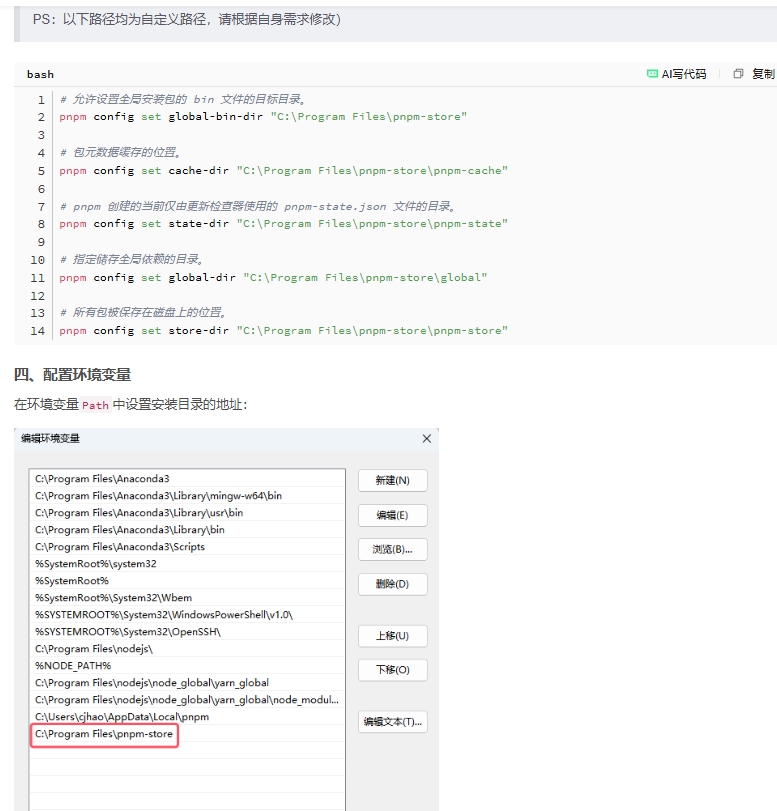 PS：以下路径均为自定义路径，请根据自身需求修改）
bash
AI写代码
复制
1 # 允许设置全局安装包的 bin 文件的目标目录。
2 pnpm config set global-bin-dir "C:\Program Files\pnpm-store"
3
4 # 包元数据缓存的位置。
5 pnpm config set cache-dir "C:\Program Files\pnpm-store\pnpm-cache"
6
7 # pnpm 创建的当前仅由更新检查器使用的 pnpm-state.json 文件的目录。
8 pnpm config set state-dir "C:\Program Files\pnpm-store\pnpm-state"
9
10 # 指定储存全局依赖的目录。
11 pnpm config set global-dir "C:\Program Files\pnpm-store\global"
12
13 # 所有包被保存在磁盘上的位置。
14 pnpm config set store-dir "C:\Program Files\pnpm-store\pnpm-store"
四、配置环境变量
在环境变量 Path 中设置安装目录的地址：
编辑环境变量
C:\Program Files\Anaconda3
C:\Program Files\Anaconda3\Library\mingw-w64\bin
C:\Program Files\Anaconda3\Library\usr\bin
C:\Program Files\Anaconda3\Library\bin
C:\Program Files\Anaconda3\Scripts
%SystemRoot%\system32
%SystemRoot%
%SystemRoot%\System32\Wbem
%SYSTEMROOT%\System32\WindowsPowerShell\v1.0\
%SYSTEMROOT%\System32\OpenSSH\
C:\Program Files\nodejs\
%NODE_PATH%
C:\Program Files\nodejs\node_global\yarn_global
C:\Program Files\nodejs\node_global\yarn_global\node_modul...
C:\Users\cjhao\AppData\Local\pnpm
C:\Program Files\pnpm-store
新建(N)
编辑(E)
浏览(B)...
删除(D)
上移(U)
下移(O)
编辑文本(T)...